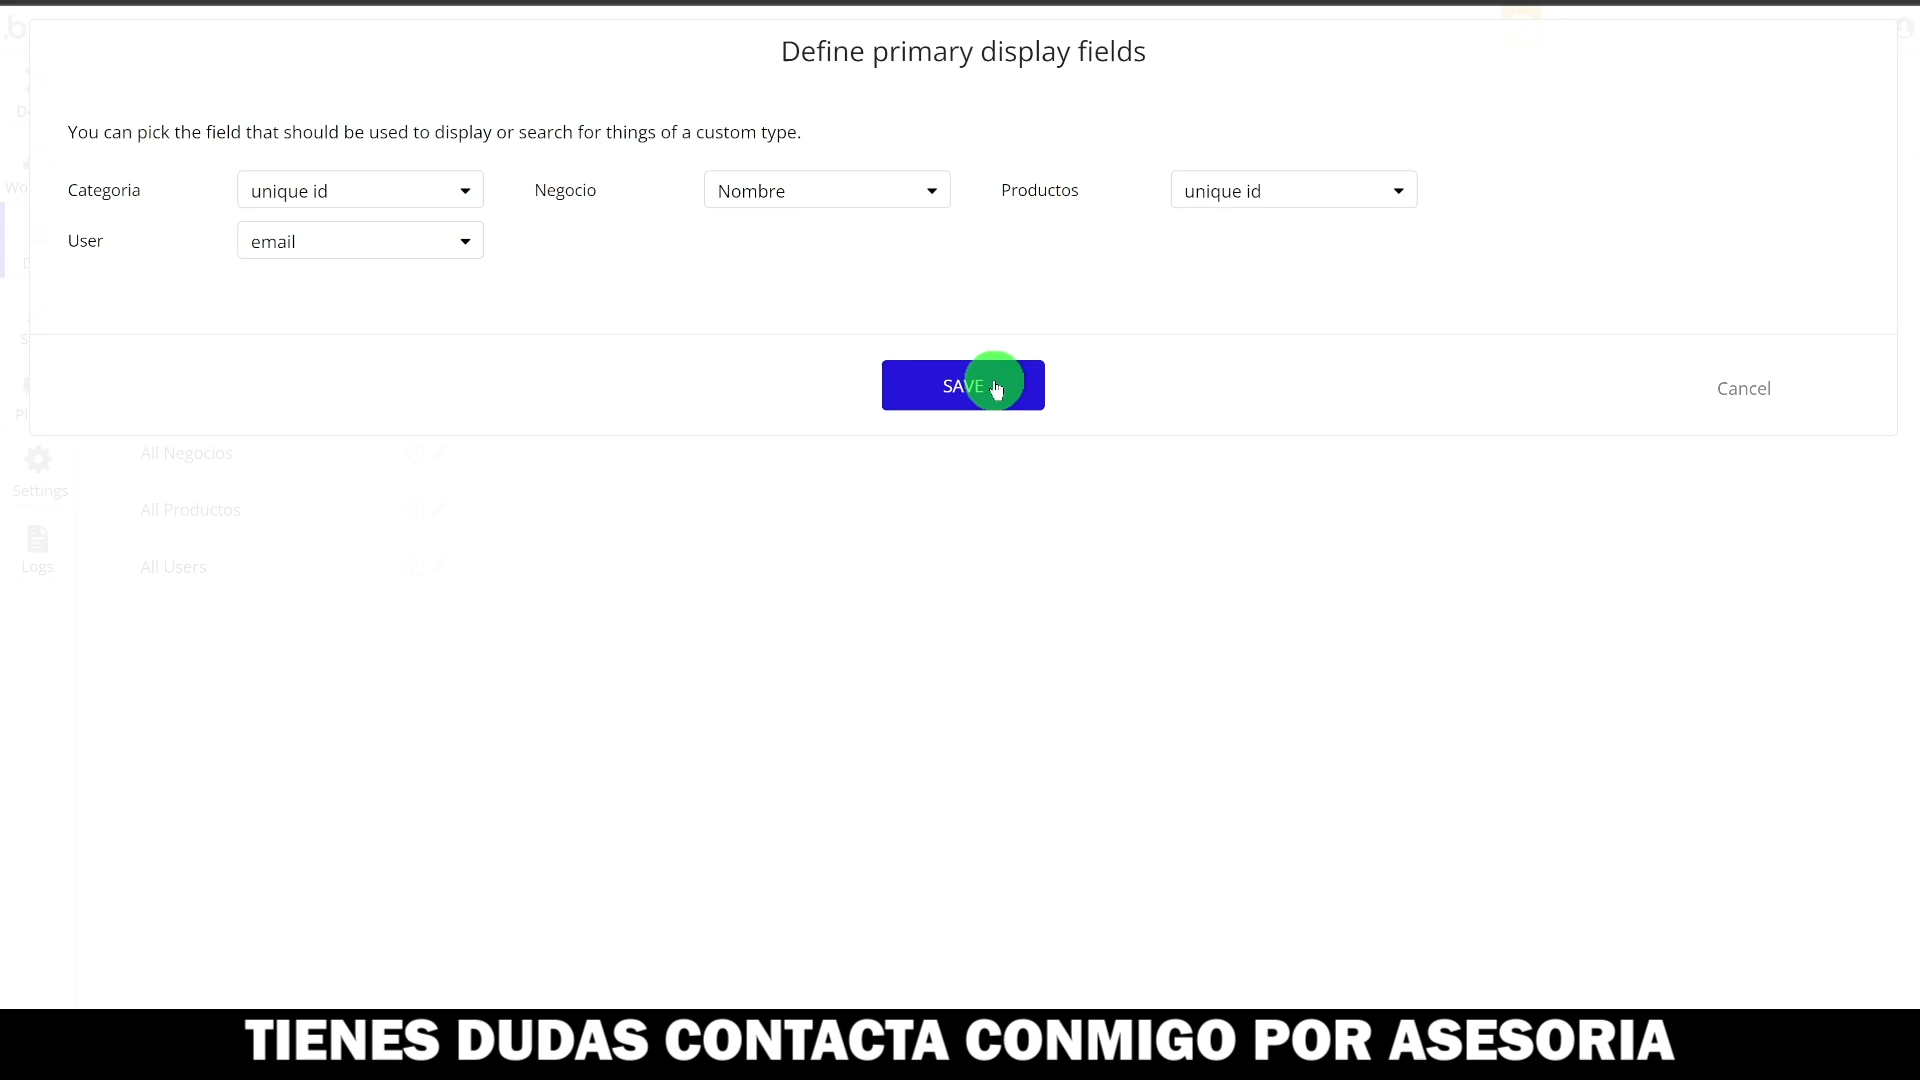 .b
Define primary display fields
You can pick the field that should be used to display or search for things of a custom type.
Categoria unique id Negocio Nombre Productos unique id
User email
SAVE Cancel
All Negocios
Settings
All Productos
Logs All Users
TIENES DUDAS CONTACTA CONMIGO POR ASESORIA